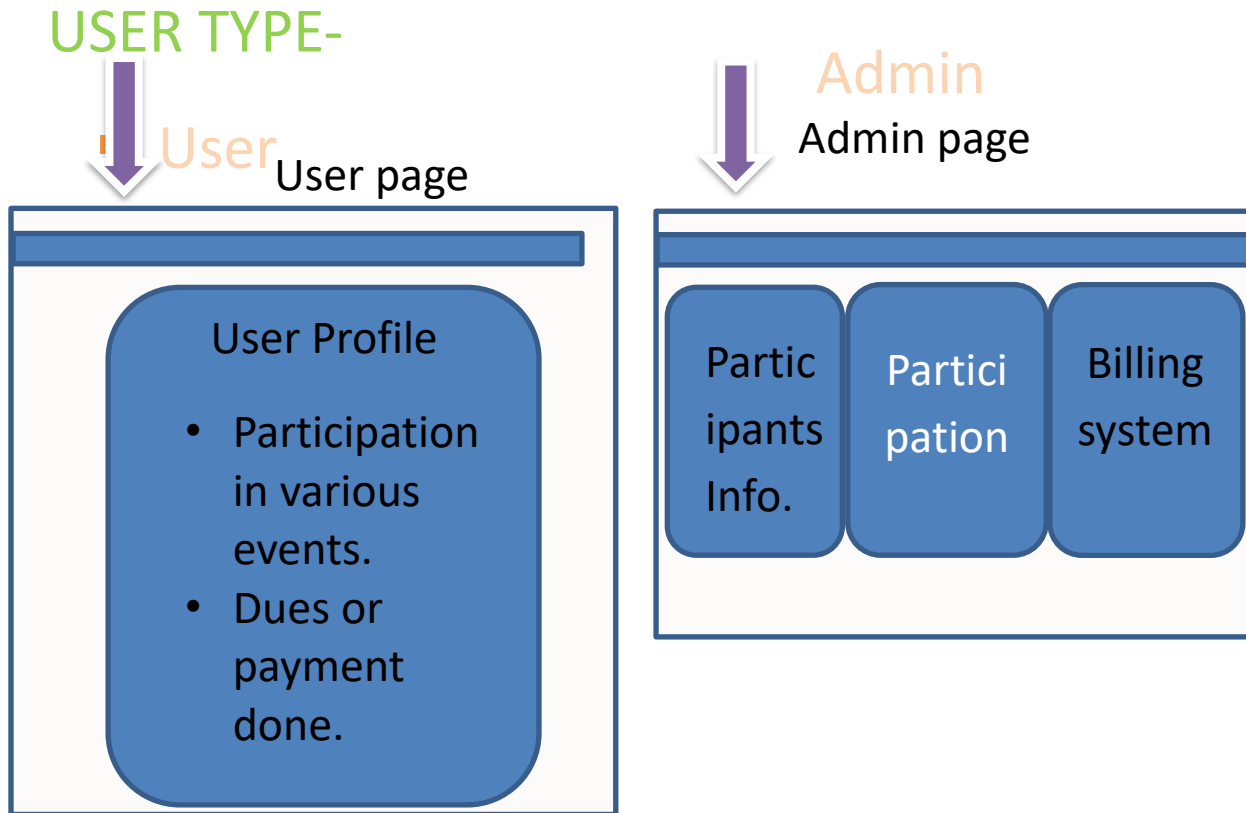 USER TYPE-
User
User page
User Profile
• Participation
in various
events.
• Dues or
payment
done.
Admin
Admin page
Partic
ipants
Info.
Partici
pation
Billing
system